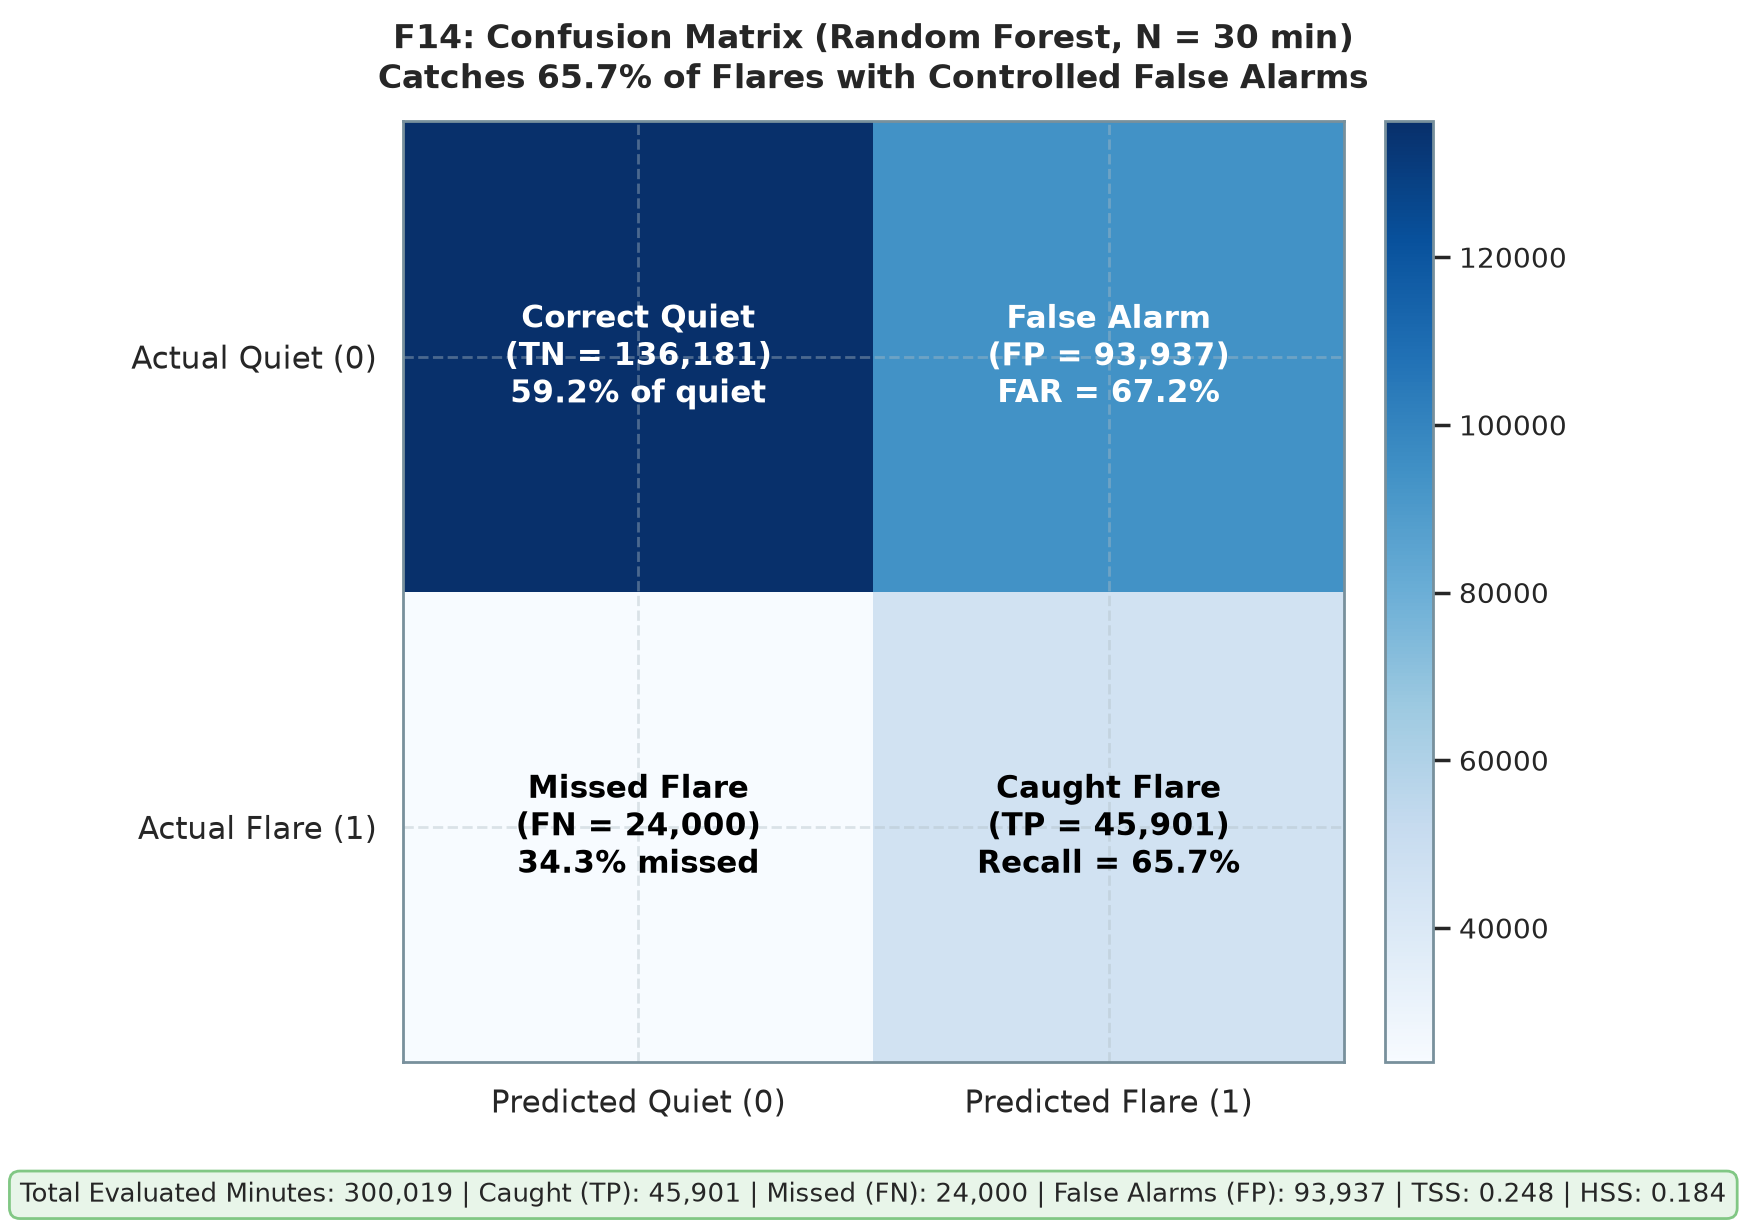 F14: Confusion Matrix (Random Forest, N = 30 min)
Catches 65.7% of Flares with Controlled False Alarms
Actual Quiet (0)
Correct Quiet
(TN = 136,181)
59.2% of quiet
False Alarm
(FP = 93,937)
FAR = 67.2%
Actual Flare (1)
Missed Flare
(FN = 24,000)
34.3% missed
Caught Flare
(TP = 45,901)
Recall = 65.7%
Predicted Quiet (0)
Predicted Flare (1)
120000
100000
80000
60000
40000
Total Evaluated Minutes: 300,019 | Caught (TP): 45,901 | Missed (FN): 24,000 | False Alarms (FP): 93,937 | TSS: 0.248 | HSS: 0.184